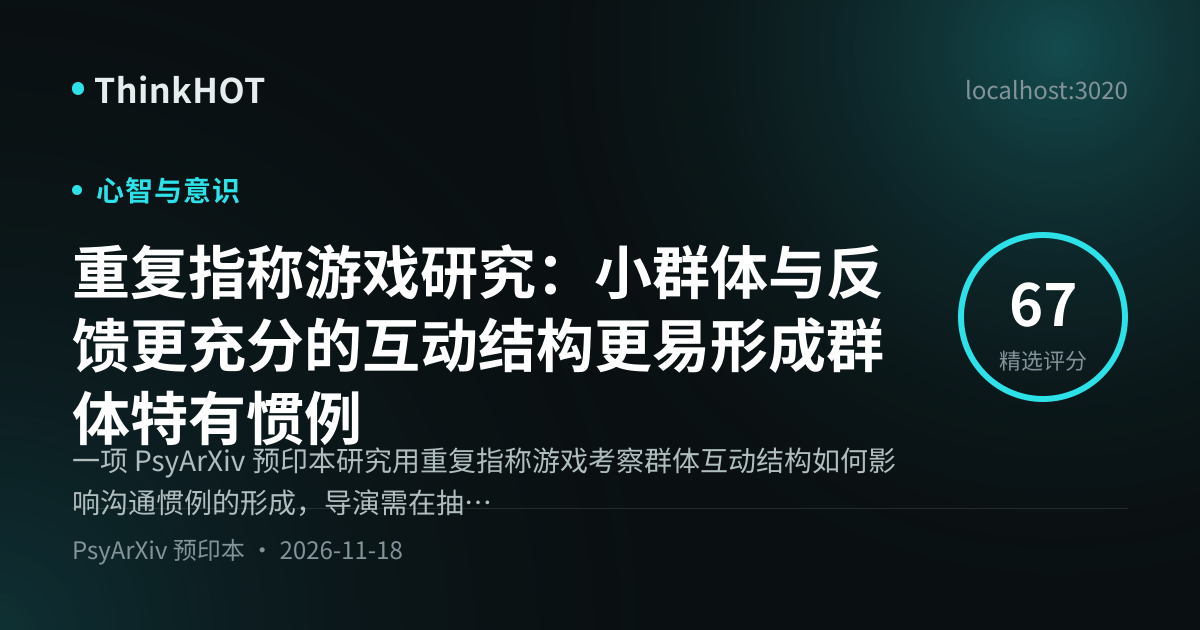 ThinkHOT
localhost:3020
心智与意识
重复指称游戏研究：小群体与反
馈更充分的互动结构更易形成群
体特有惯例
67
精选评分
一项 PsyArXiv 预印本研究用重复指称游戏考察群体互动结构如何影
响沟通惯例的形成，导演需在抽…
PsyArXiv 预印本 · 2026-11-18